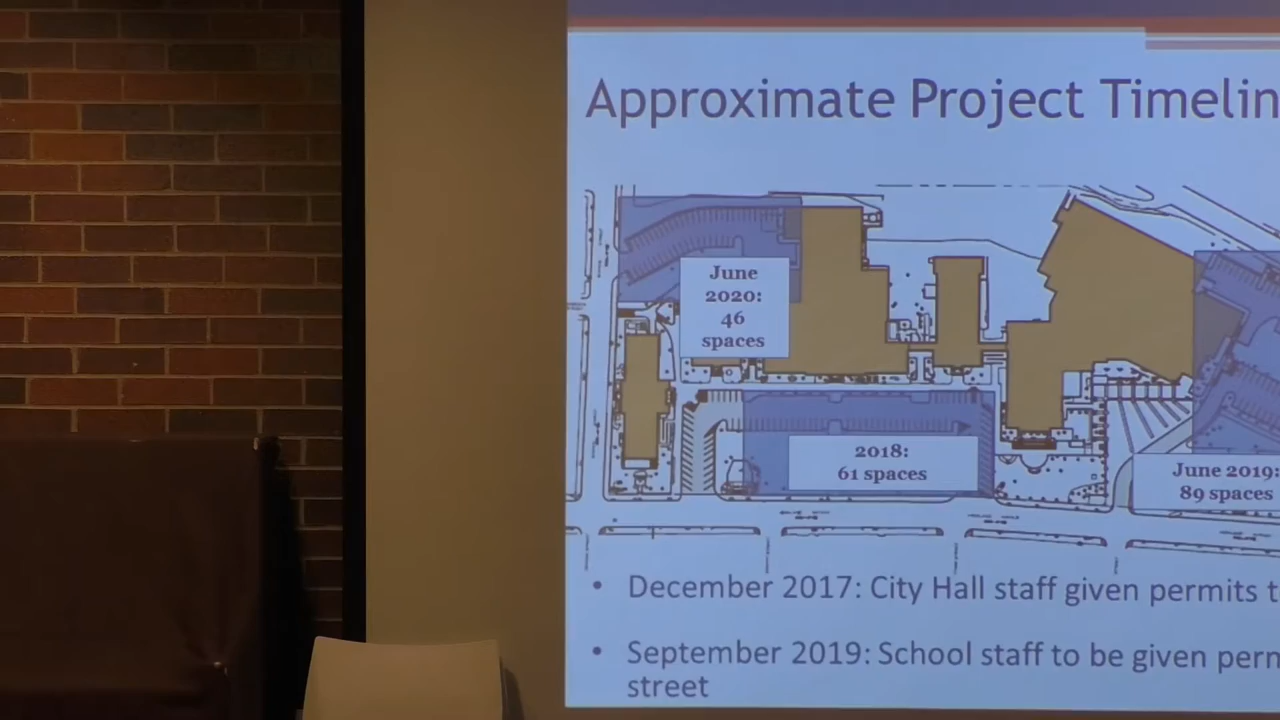 Approximate Project Timelin
June
2020:
46
spaces
2018:
61 spaces
June 2019:
89 spaces
• December 2017: City Hall staff given permits t
• September 2019: School staff to be given perm
street